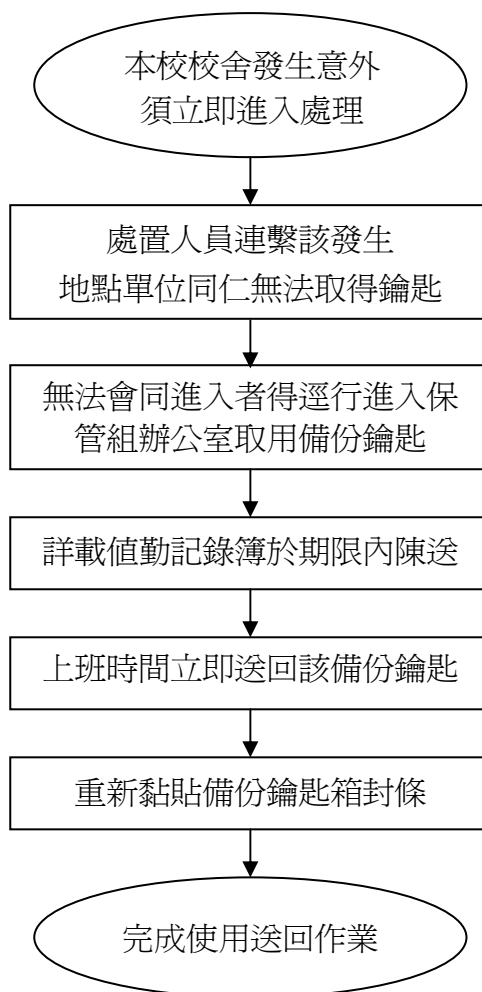 本校校舍發生意外
須立即進入處理
處置人員連繫該發生
地點單位同仁無法取得鑰匙
無法會同進入者得逕行進入保
管組辦公室取用備份鑰匙
詳載值勤記錄簿於期限內陳送
上班時間立即送回該備份鑰匙
重新黏貼備份鑰匙箱封條
完成使用送回作業